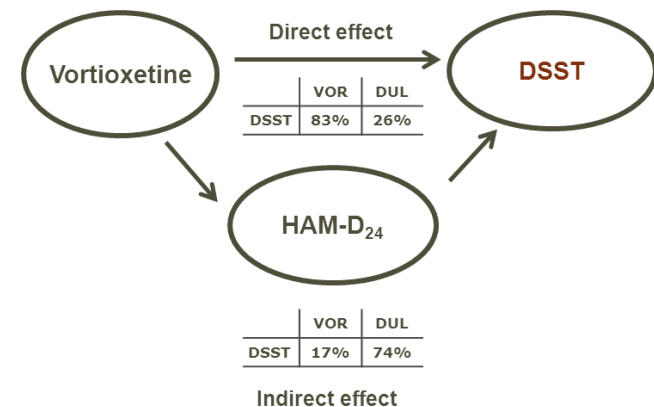 Direct effect
Vortioxetine
DSST
VOR DUL
DSST 83% 26%
HAM-D₂₄
VOR DUL
DSST 17% 74%
Indirect effect